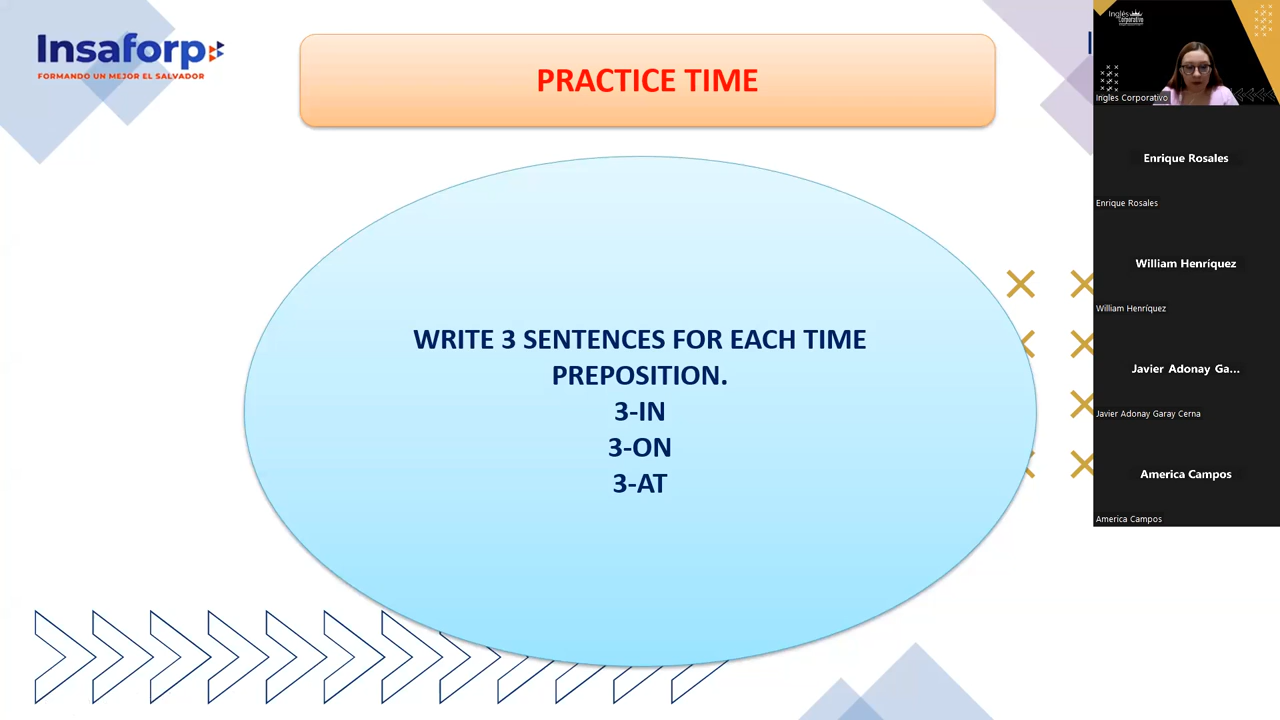 Insaforp
FORMANDO UN MEJOR EL SALVADOR
PRACTICE TIME
WRITE 3 SENTENCES FOR EACH TIME
PREPOSITION.
3-IN
3-ON
3-AT
Inglés
Corporativo
Ingles Corporativo
Enrique Rosales
Enrique Rosales
William Henríquez
William Henríquez
Javier Adonay Ga...
Javier Adonay Garay Cerna
America Campos
America Campos